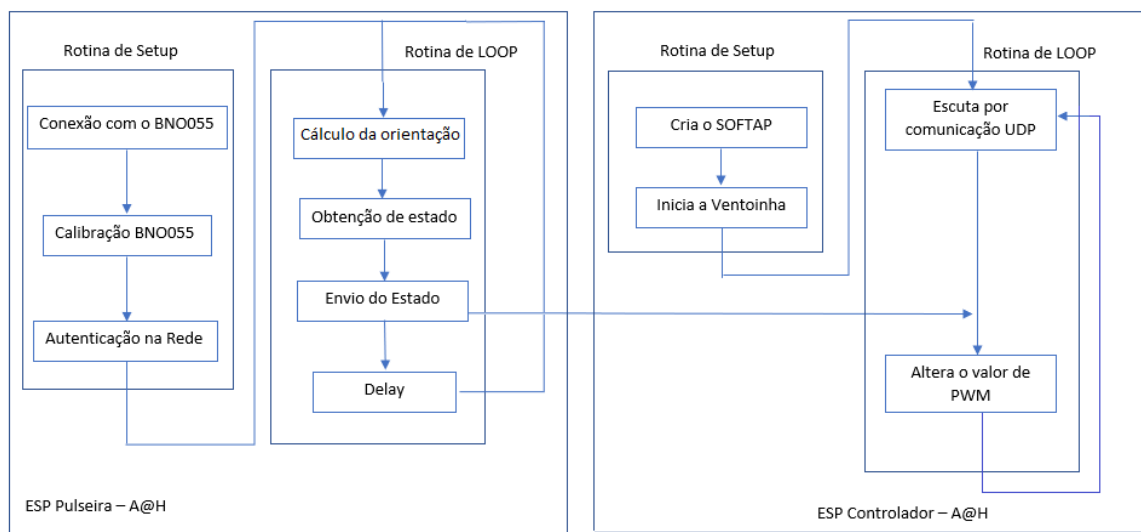 Rotina de Setup
Conexão com o BNO055
Calibração BNO055
Autenticação na Rede
Rotina de LOOP
Cálculo da orientação
Obtenção de estado
Envio do Estado
Delay
ESP Pulseira – A@H
Rotina de Setup
Cria o SOFTAP
Inicia a Ventoinha
Rotina de LOOP
Escuta por
comunicação UDP
Altera o valor de
PWM
ESP Controlador – A@H